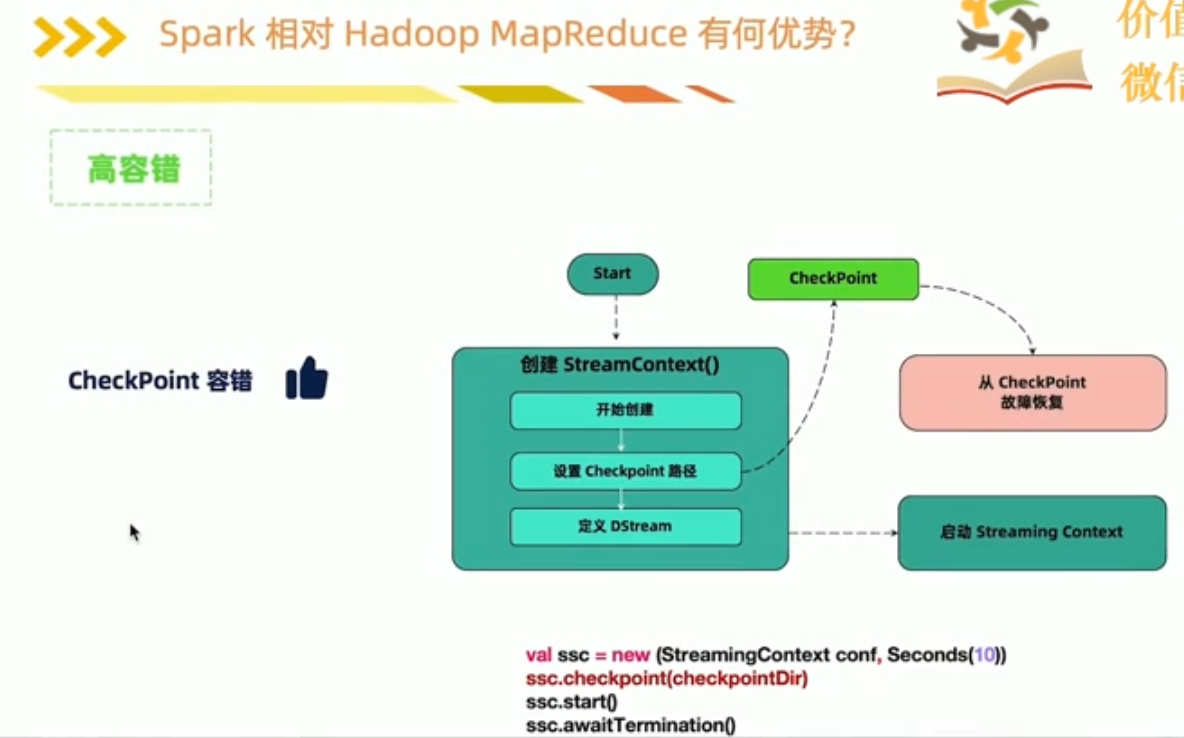 Spark 相对 Hadoop MapReduce 有何优势?
价值
微信
高容错
Start
CheckPoint
创建 StreamContext()
CheckPoint 容错
从 CheckPoint
故障恢复
开始创建
设置 Checkpoint 路径
定义 DStream
启动 Streaming Context
val ssc = new (StreamingContext conf, Seconds(10))
ssc.checkpoint(checkpointDir)
ssc.start()
ssc.awaitTermination()